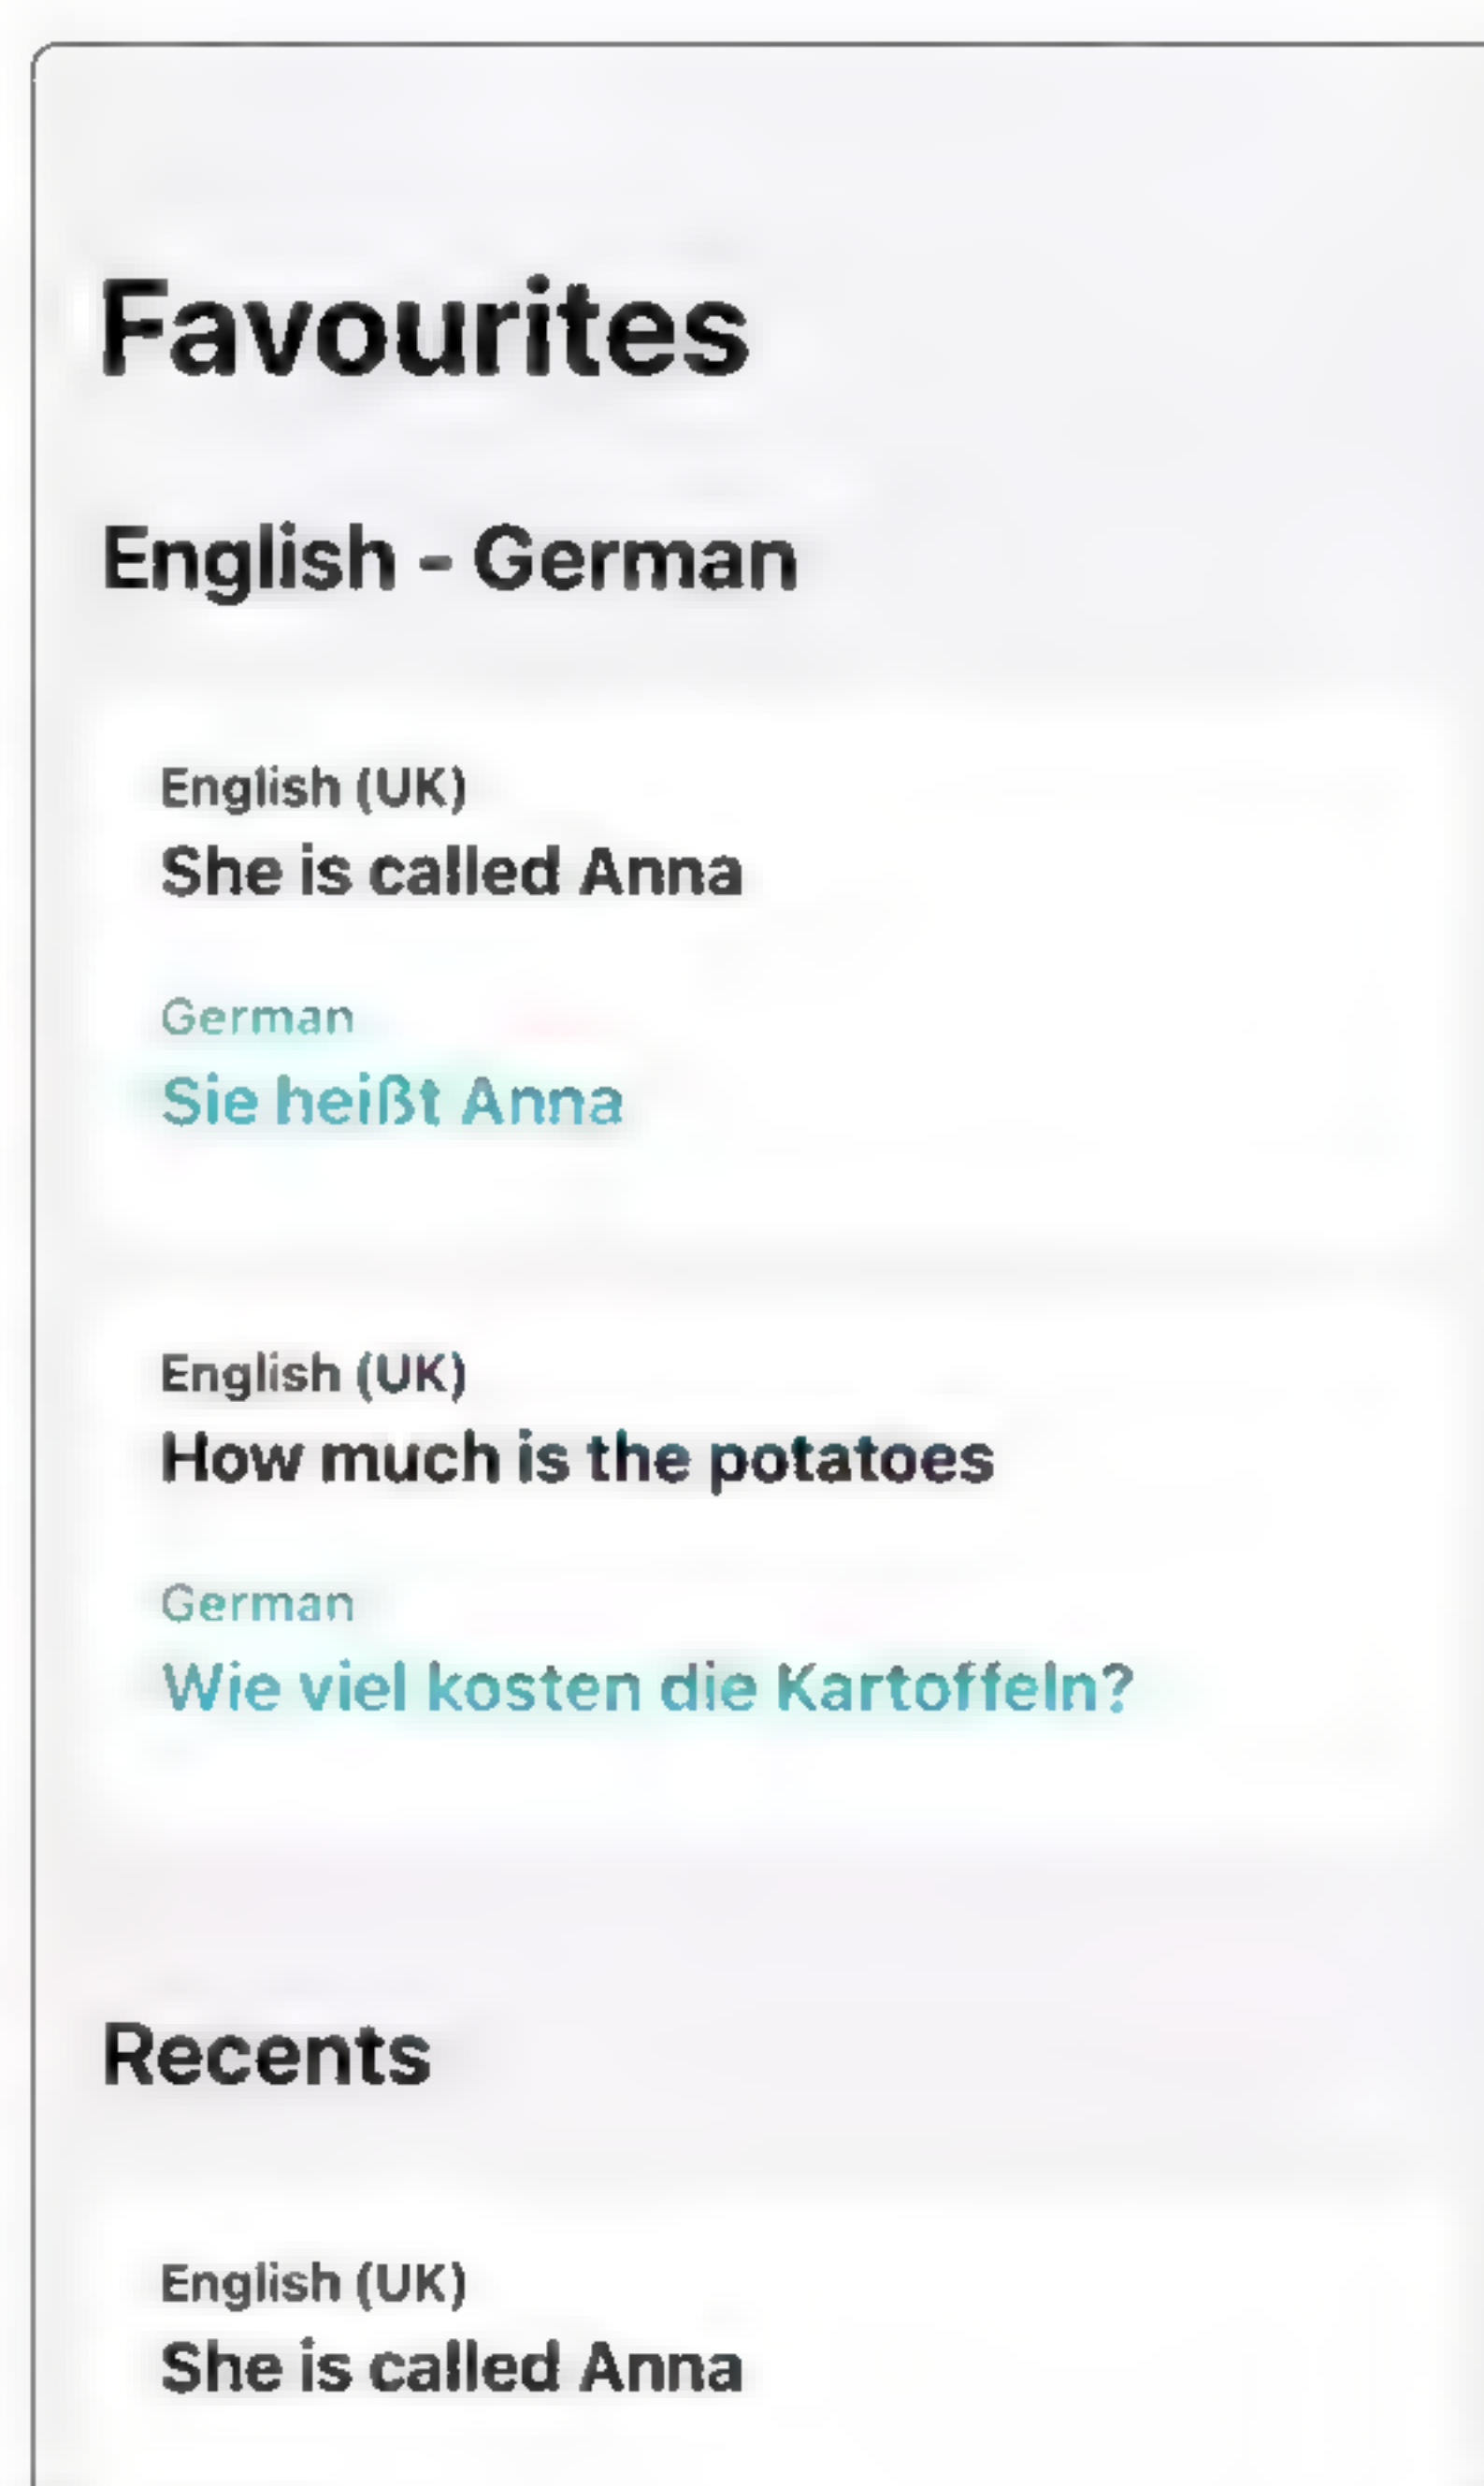 Favourites
English - German
English (UK)
She is called Anna
German
Sie heißt Anna
English (UK)
How much is the potatoes
German
Wie viel kosten die Kartoffeln?
Recents
English (UK)
She is called Anna